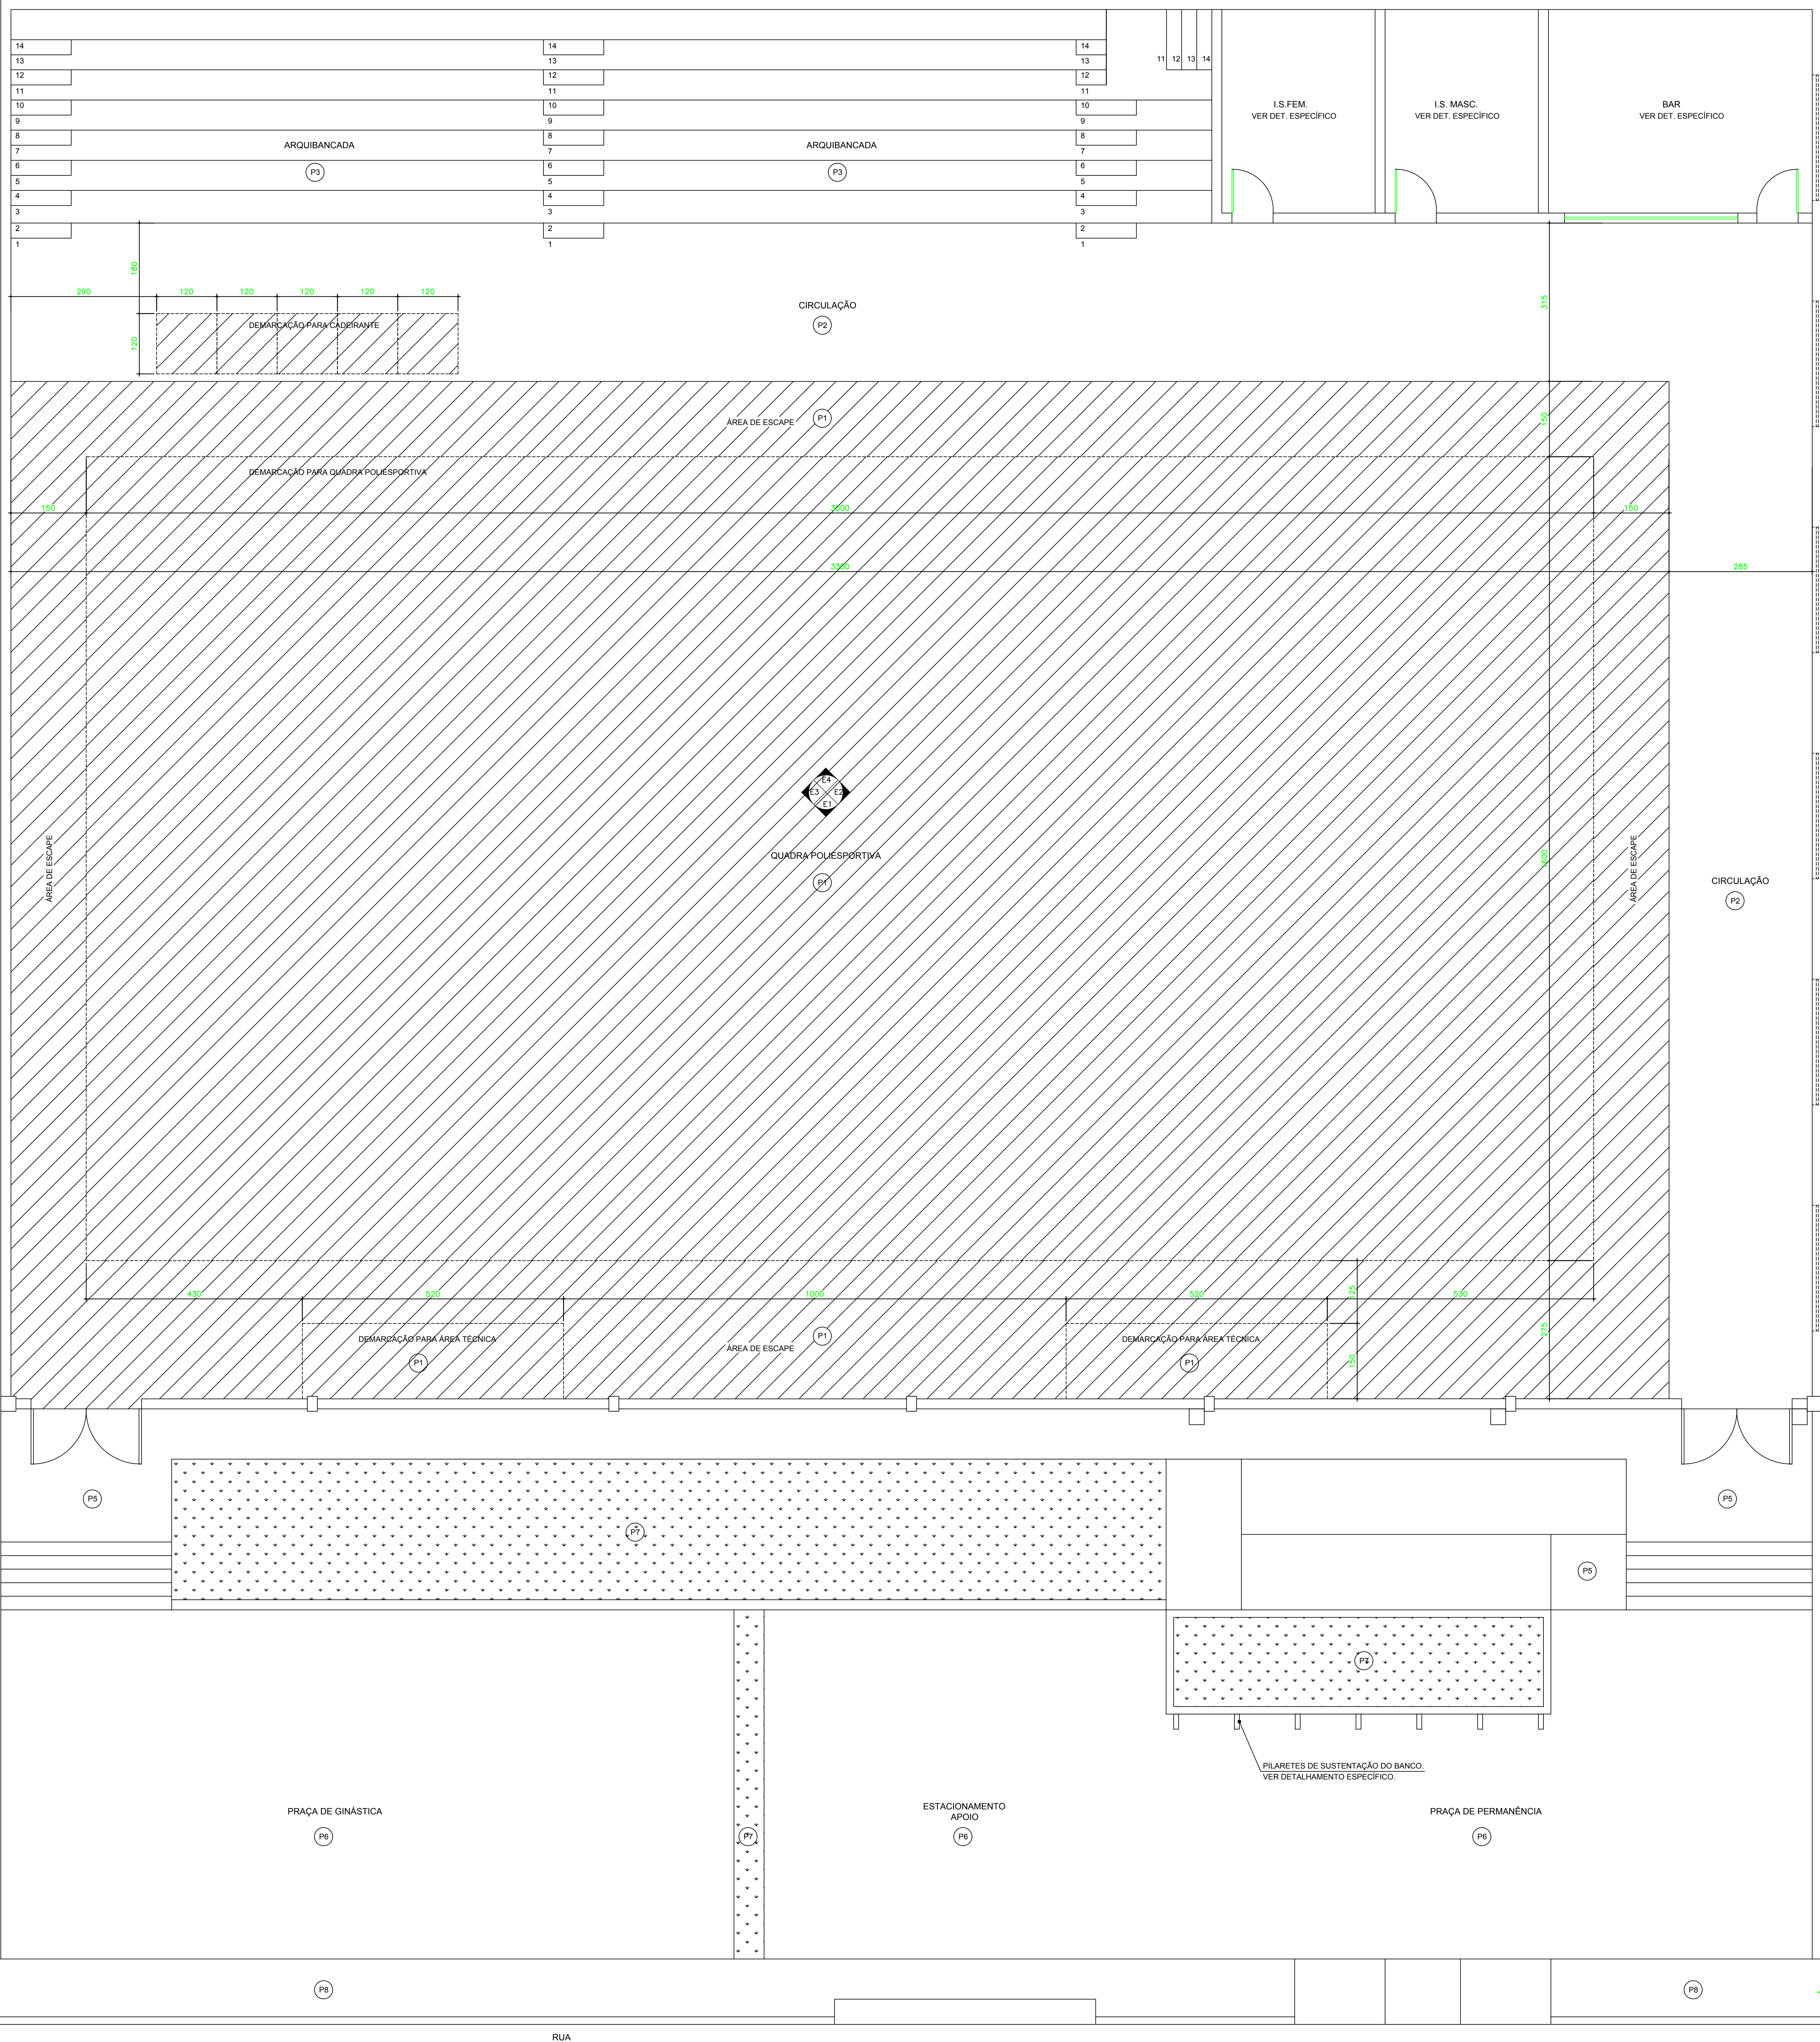 14
14
14
13
13
13
11 12 13 14
12
12
12
11
11
11
10
10
10
I.S.FEM.
VER DET. ESPECÍFICO
I.S. MASC.
VER DET. ESPECÍFICO
BAR
VER DET. ESPECÍFICO
9
9
9
8
8
8
ARQUIBANCADA
P3
ARQUIBANCADA
P3
7
7
7
6
6
6
5
5
5
4
4
4
3
3
3
2
2
2
1
1
1
180
290
120
120
120
120
120
DEMARCAÇÃO PARA CADEIRANTE
120
CIRCULAÇÃO
P2
315
ÁREA DE ESCAPE
P1
150
DEMARCAÇÃO PARA QUADRA POLIESPORTIVA
150
3000
150
3300
285
E4
E3
E2
E1
QUADRA POLIESPORTIVA
P1
ÁREA DE ESCAPE
1600
ÁREA DE ESCAPE
CIRCULAÇÃO
P2
430
520
1000
520
530
125
275
150
DEMARCAÇÃO PARA ÁREA TÉCNICA
P1
ÁREA DE ESCAPE
P1
DEMARCAÇÃO PARA ÁREA TÉCNICA
P1
P5
P7
P5
P5
P7
PILARETES DE SUSTENTAÇÃO DO BANCO.
VER DETALHAMENTO ESPECÍFICO.
PRAÇA DE GINÁSTICA
P6
P7
ESTACIONAMENTO
APOIO
P6
PRAÇA DE PERMANÊNCIA
P6
P8
P8
RUA